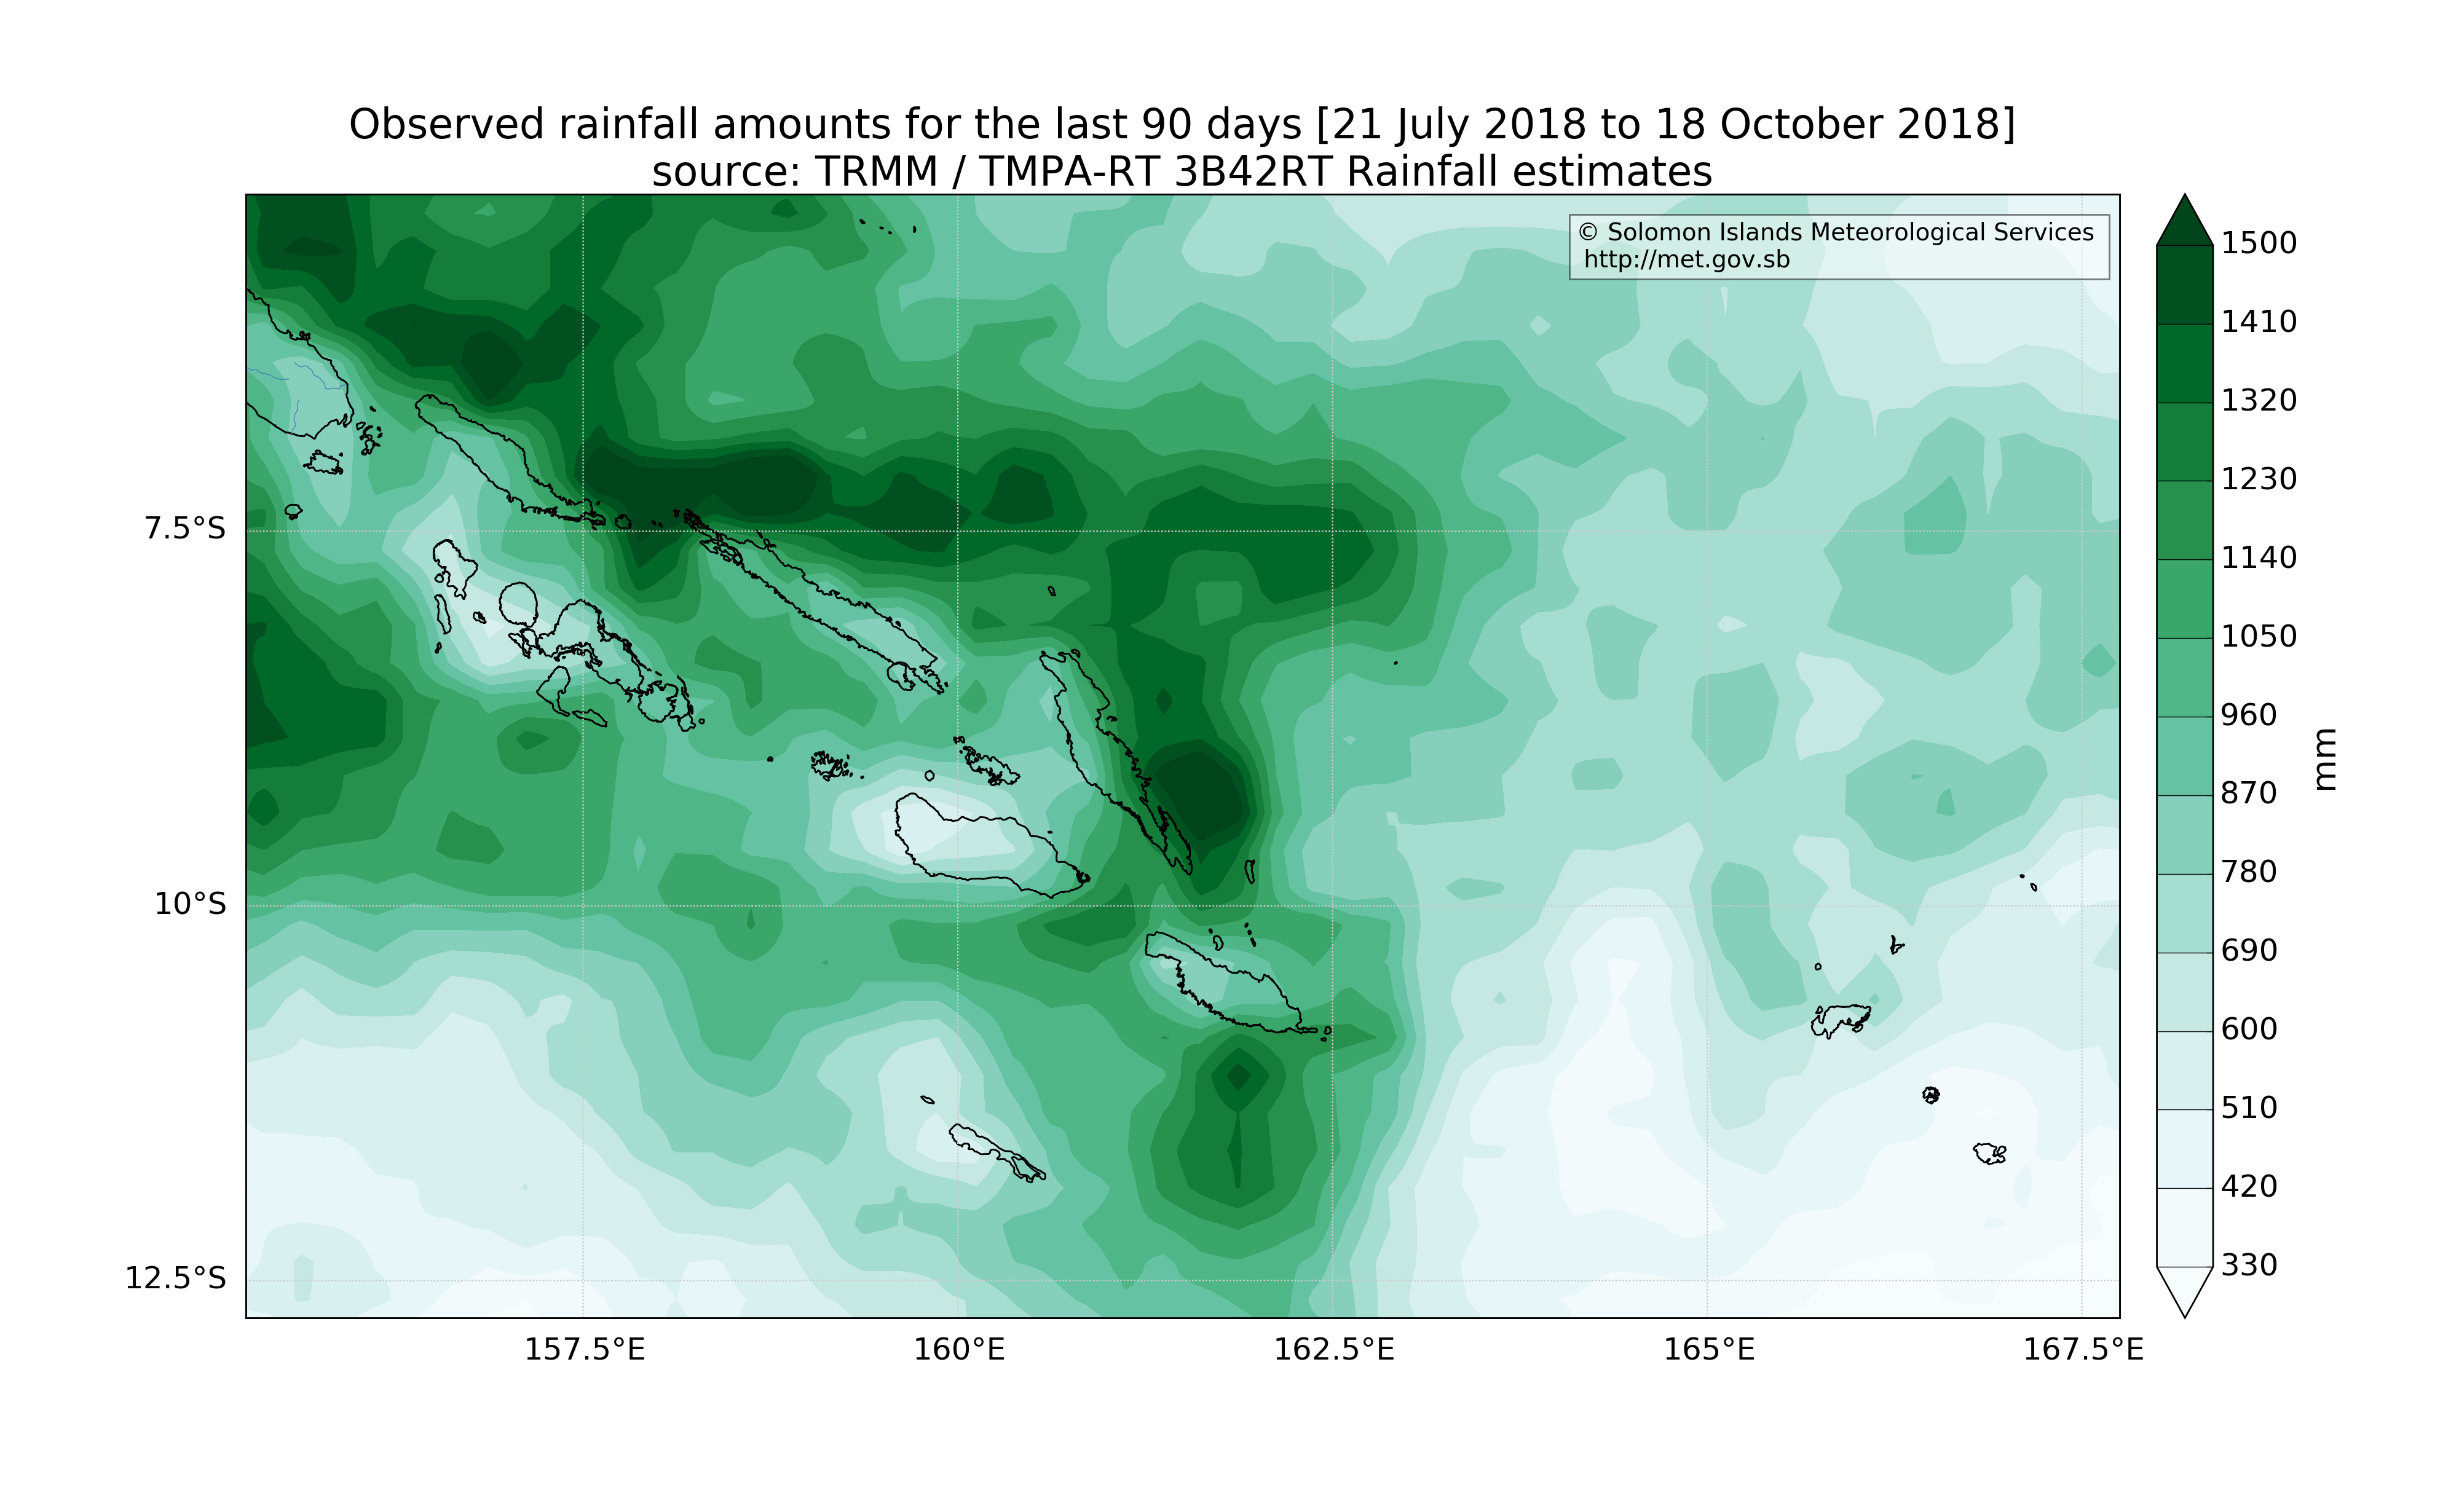 Observed rainfall amounts for the last 90 days [21 July 2018 to 18 October 2018]
source: TRMM / TMPA-RT 3B42RT Rainfall estimates
© Solomon Islands Meteorological Services
http://met.gov.sb
7.5°S
10°S
12.5°S
157.5°E
160°E
162.5°E
165°E
167.5°E
1500
1410
1320
1230
1140
1050
960
870
780
690
600
510
420
330
mm